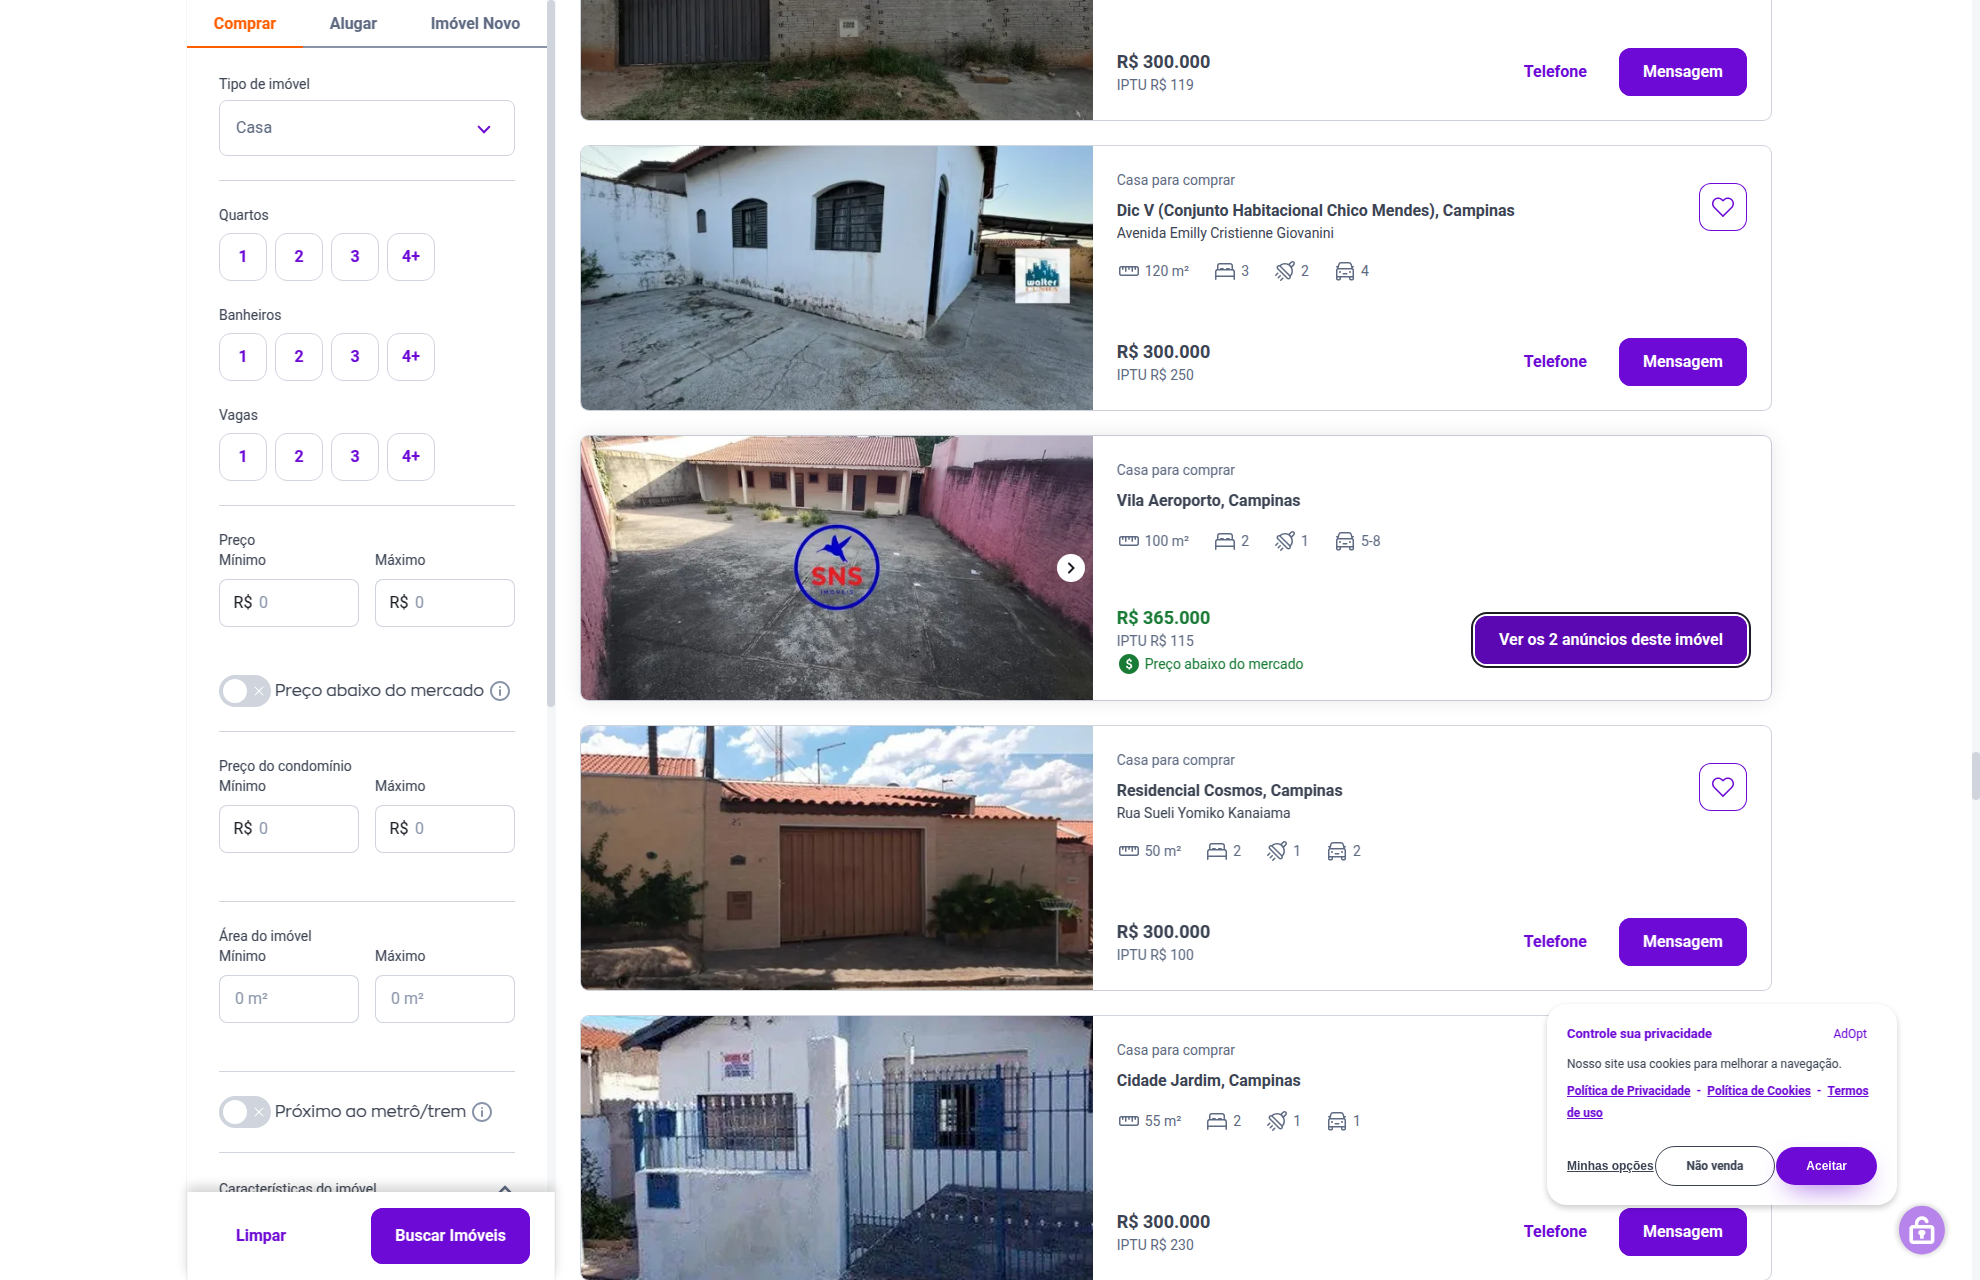 Comprar
Alugar
Imóvel Novo
Tipo de imóvel
Casa
Quartos
1
2
3
4+
Banheiros
1
2
3
4+
Vagas
1
2
3
4+
Preço
Mínimo
Máximo
R$ 0
R$ 0
Preço abaixo do mercado
Preço do condomínio
Mínimo
Máximo
R$ 0
R$ 0
Área do imóvel
Mínimo
Máximo
0 m²
0 m²
Próximo ao metrô/trem
Características do imóvel
Limpar
Buscar Imóveis
R$ 300.000
IPTU R$ 119
Telefone
Mensagem
walter
Casa para comprar
Dic V (Conjunto Habitacional Chico Mendes), Campinas
Avenida Emilly Cristienne Giovanini
120 m²
3
2
4
R$ 300.000
IPTU R$ 250
Telefone
Mensagem
SNS
IMÓVEIS
Casa para comprar
Vila Aeroporto, Campinas
100 m²
2
1
5-8
R$ 365.000
IPTU R$ 115
Preço abaixo do mercado
Ver os 2 anúncios deste imóvel
Casa para comprar
Residencial Cosmos, Campinas
Rua Sueli Yomiko Kanaiama
50 m²
2
1
2
R$ 300.000
IPTU R$ 100
Telefone
Mensagem
Casa para comprar
Cidade Jardim, Campinas
55 m²
2
1
1
R$ 300.000
IPTU R$ 230
Telefone
Mensagem
Controle sua privacidade
AdOpt
Nosso site usa cookies para melhorar a navegação.
Política de Privacidade - Política de Cookies - Termos
de uso
Minhas opções
Não venda
Aceitar